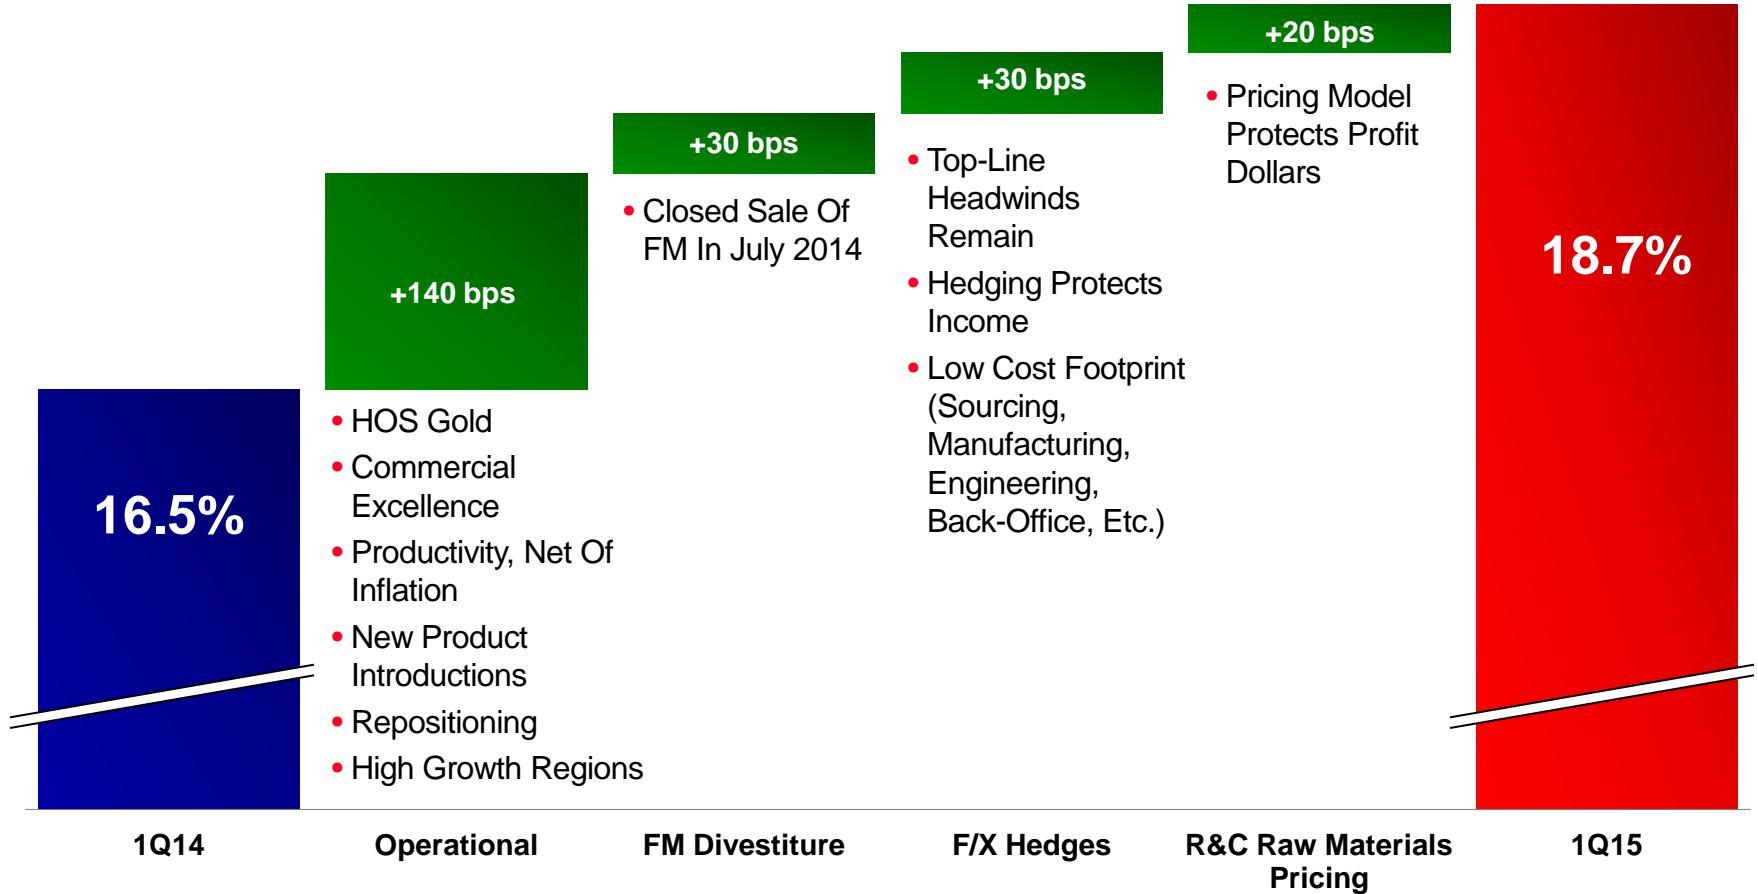 +20 bps
• Pricing Model
Protects Profit
Dollars
+30 bps
• Top-Line
Headwinds
Remain
• Hedging Protects
Income
• Low Cost Footprint
(Sourcing,
Manufacturing,
Engineering,
Back-Office, Etc.)
+30 bps
• Closed Sale Of
FM In July 2014
+140 bps
• HOS Gold
• Commercial
Excellence
• Productivity, Net Of
Inflation
• New Product
Introductions
• Repositioning
• High Growth Regions
16.5%
18.7%
1Q14
Operational
FM Divestiture
F/X Hedges
R&C Raw Materials
Pricing
1Q15